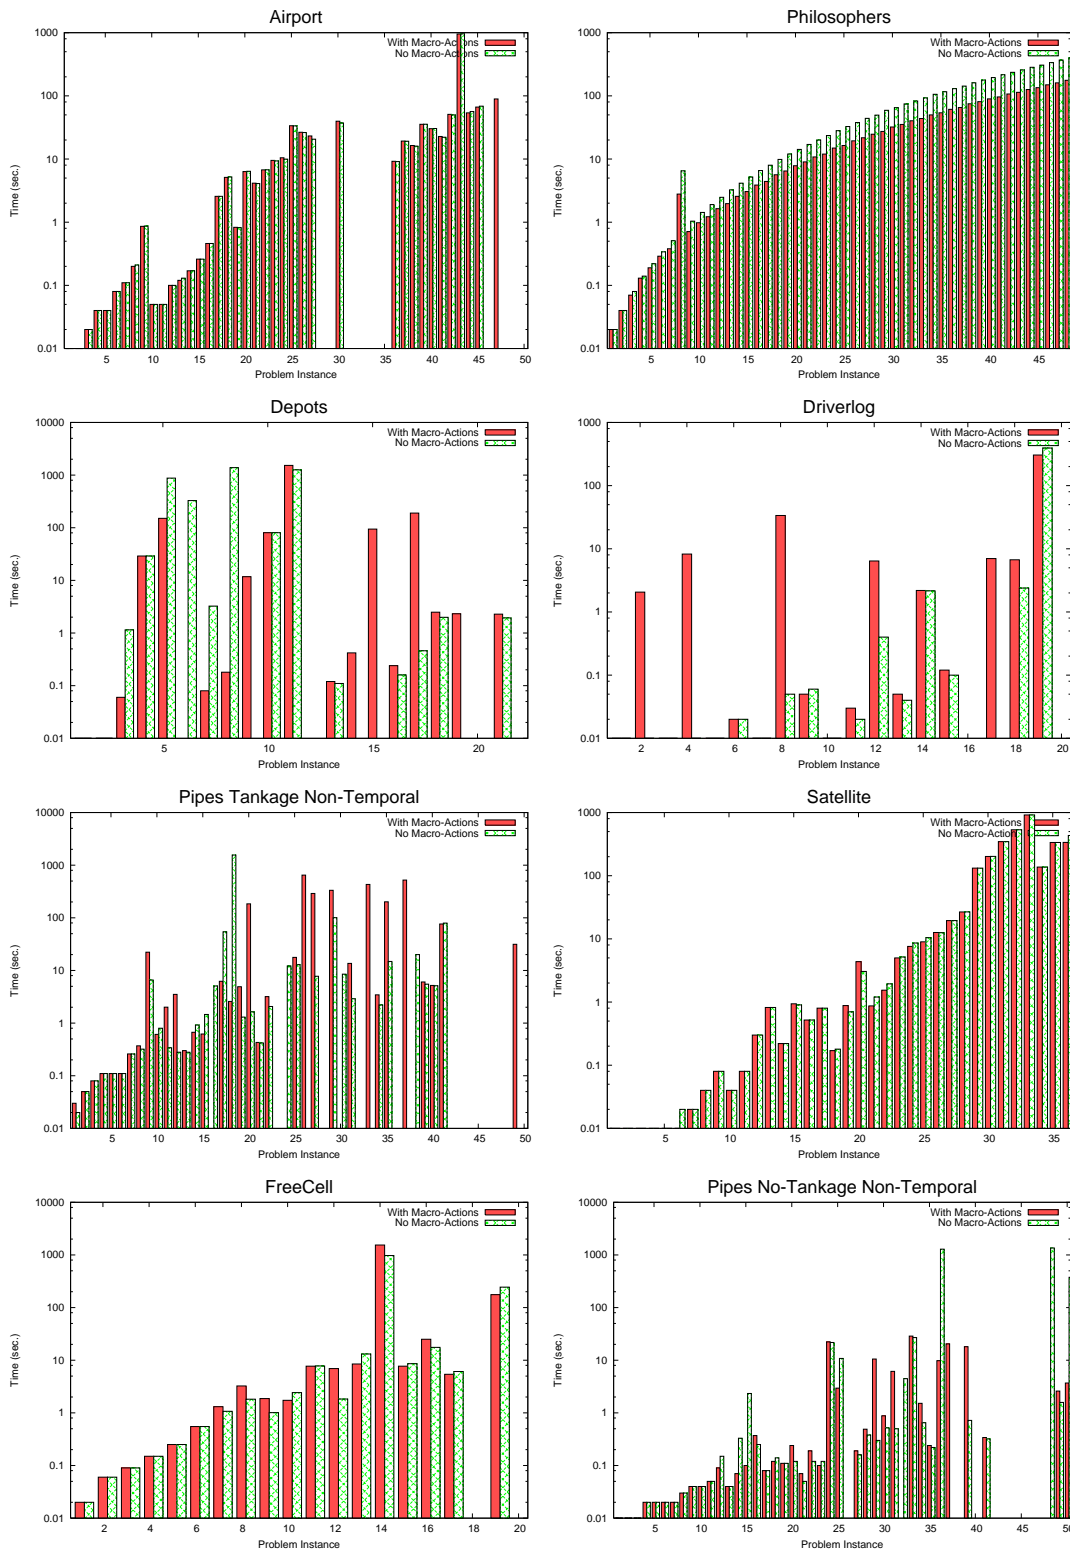 Airport
With Macro-Actions
No Macro-Actions
Time (sec.)
1000
100
10
1
0.1
0.01
5 10 15 20 25 30 35 40 45 50
Problem Instance
Philosophers
With Macro-Actions
No Macro-Actions
Time (sec.)
1000
100
10
1
0.1
0.01
5 10 15 20 25 30 35 40 45
Problem Instance
Depots
With Macro-Actions
No Macro-Actions
Time (sec.)
10000
1000
100
10
1
0.1
0.01
5 10 15 20
Problem Instance
Driverlog
With Macro-Actions
No Macro-Actions
Time (sec.)
1000
100
10
1
0.1
0.01
2 4 6 8 10 12 14 16 18 20
Problem Instance
Pipes Tankage Non-Temporal
With Macro-Actions
No Macro-Actions
Time (sec.)
10000
1000
100
10
1
0.1
0.01
5 10 15 20 25 30 35 40 45 50
Problem Instance
Satellite
With Macro-Actions
No Macro-Actions
Time (sec.)
1000
100
10
1
0.1
0.01
5 10 15 20 25 30 35
Problem Instance
FreeCell
With Macro-Actions
No Macro-Actions
Time (sec.)
10000
1000
100
10
1
0.1
0.01
2 4 6 8 10 12 14 16 18 20
Problem Instance
Pipes No-Tankage Non-Temporal
With Macro-Actions
No Macro-Actions
Time (sec.)
10000
1000
100
10
1
0.1
0.01
5 10 15 20 25 30 35 40 45 50
Problem Instance